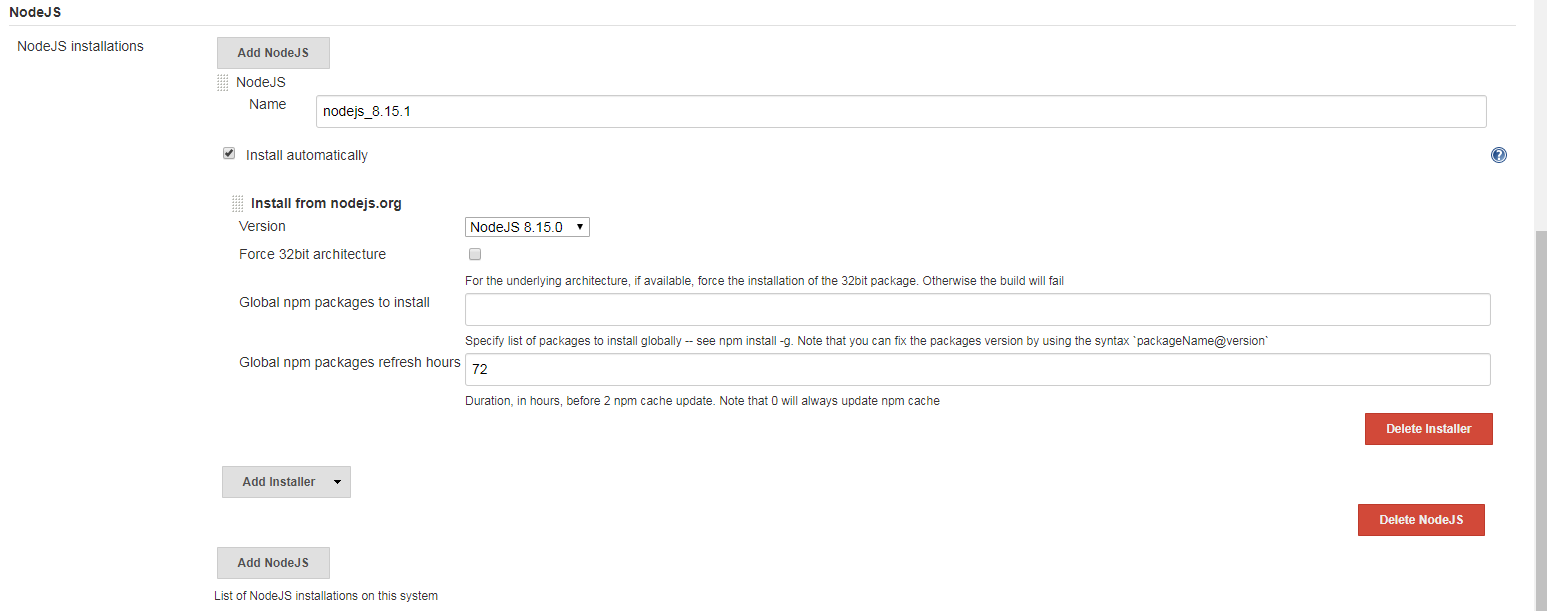 NodeJS
NodeJS installations
Add NodeJS
NodeJS
Name
nodejs_8.15.1
Install automatically
Install from nodejs.org
Version
NodeJS 8.15.0
Force 32bit architecture
For the underlying architecture, if available, force the installation of the 32bit package. Otherwise the build will fail
Global npm packages to install
Specify list of packages to install globally -- see npm install -g. Note that you can fix the packages version by using the syntax `packageName@version`
Global npm packages refresh hours
72
Duration, in hours, before 2 npm cache update. Note that 0 will always update npm cache
Delete Installer
Add Installer
Delete NodeJS
Add NodeJS
List of NodeJS installations on this system